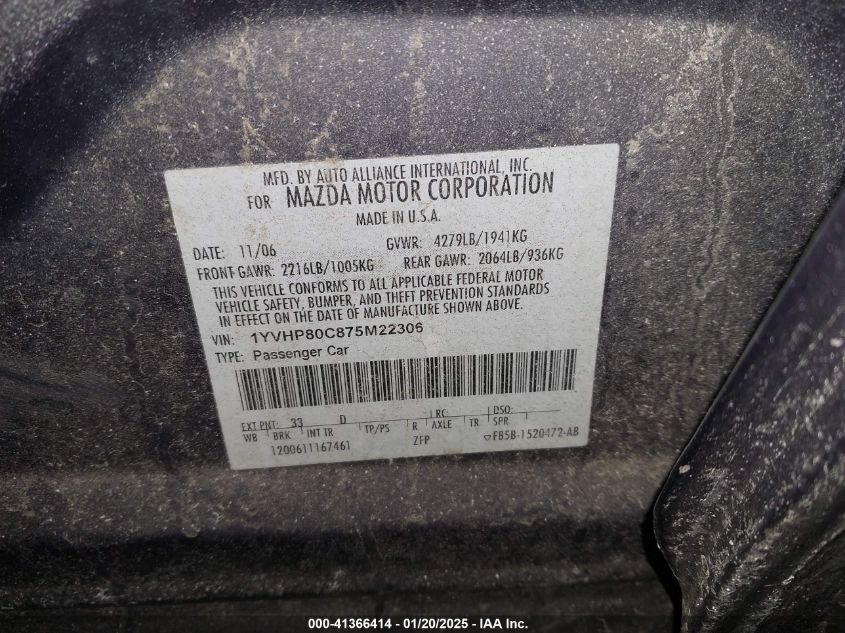 MFD. BY AUTO ALLIANCE INTERNATIONAL, INC.
FOR MAZDA MOTOR CORPORATION
MADE IN U.S.A.
DATE: 11/06 GVWR: 4279LB/1941KG
FRONT GAWR: 2216LB/1005KG REAR GAWR: 2064LB/936KG
THIS VEHICLE CONFORMS TO ALL APPLICABLE FEDERAL MOTOR
VEHICLE SAFETY, BUMPER, AND THEFT PREVENTION STANDARDS
IN EFFECT ON THE DATE OF MANUFACTURE SHOWN ABOVE.
VIN: 1YVHP80C875M22306
TYPE: Passenger Car
EXT PNT: 33 D RC: DSO:
WB BRK INT TR TP/PS R AXLE TR SPR
1200611167461 ZFP ▽F85B-1520472-AB
000-41366414 - 01/20/2025 - IAA Inc.